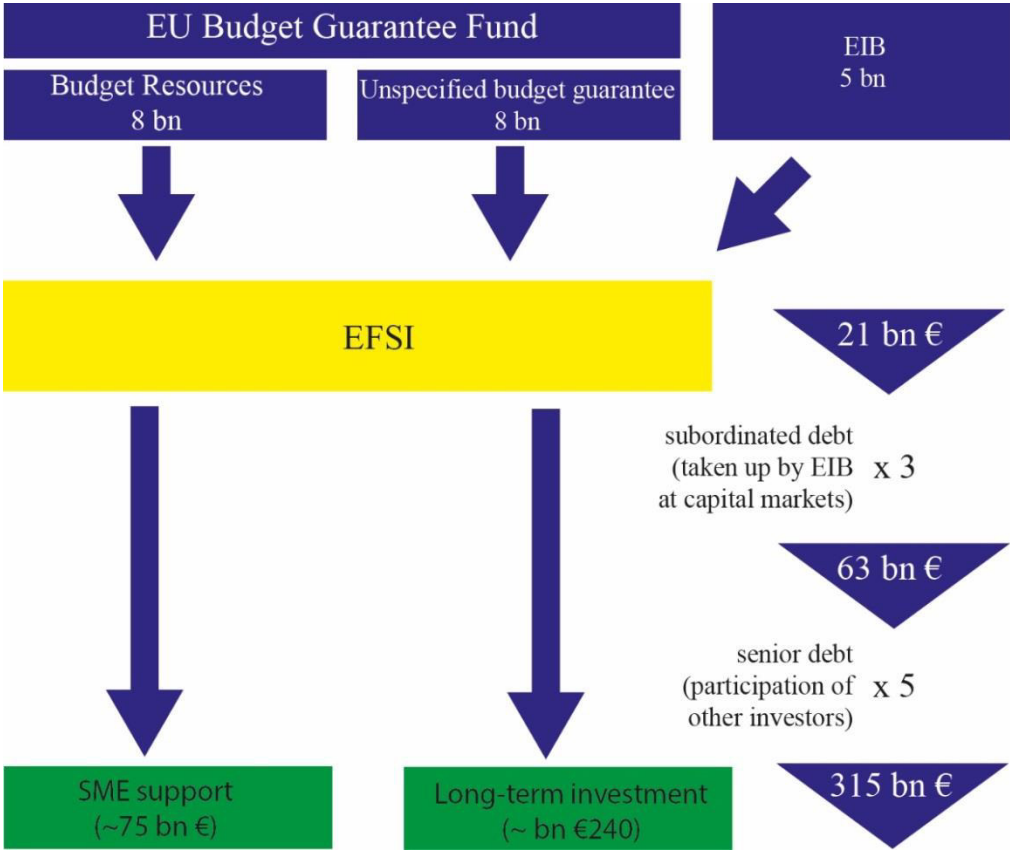 EU Budget Guarantee Fund
EIB
5 bn
Budget Resources
8 bn
Unspecified budget guarantee
8 bn
EFSI
21 bn €
subordinated debt
(taken up by EIB
at capital markets)
x 3
63 bn €
senior debt
(participation of
other investors)
x 5
SME support
(~75 bn €)
Long-term investment
(~ bn €240)
315 bn €